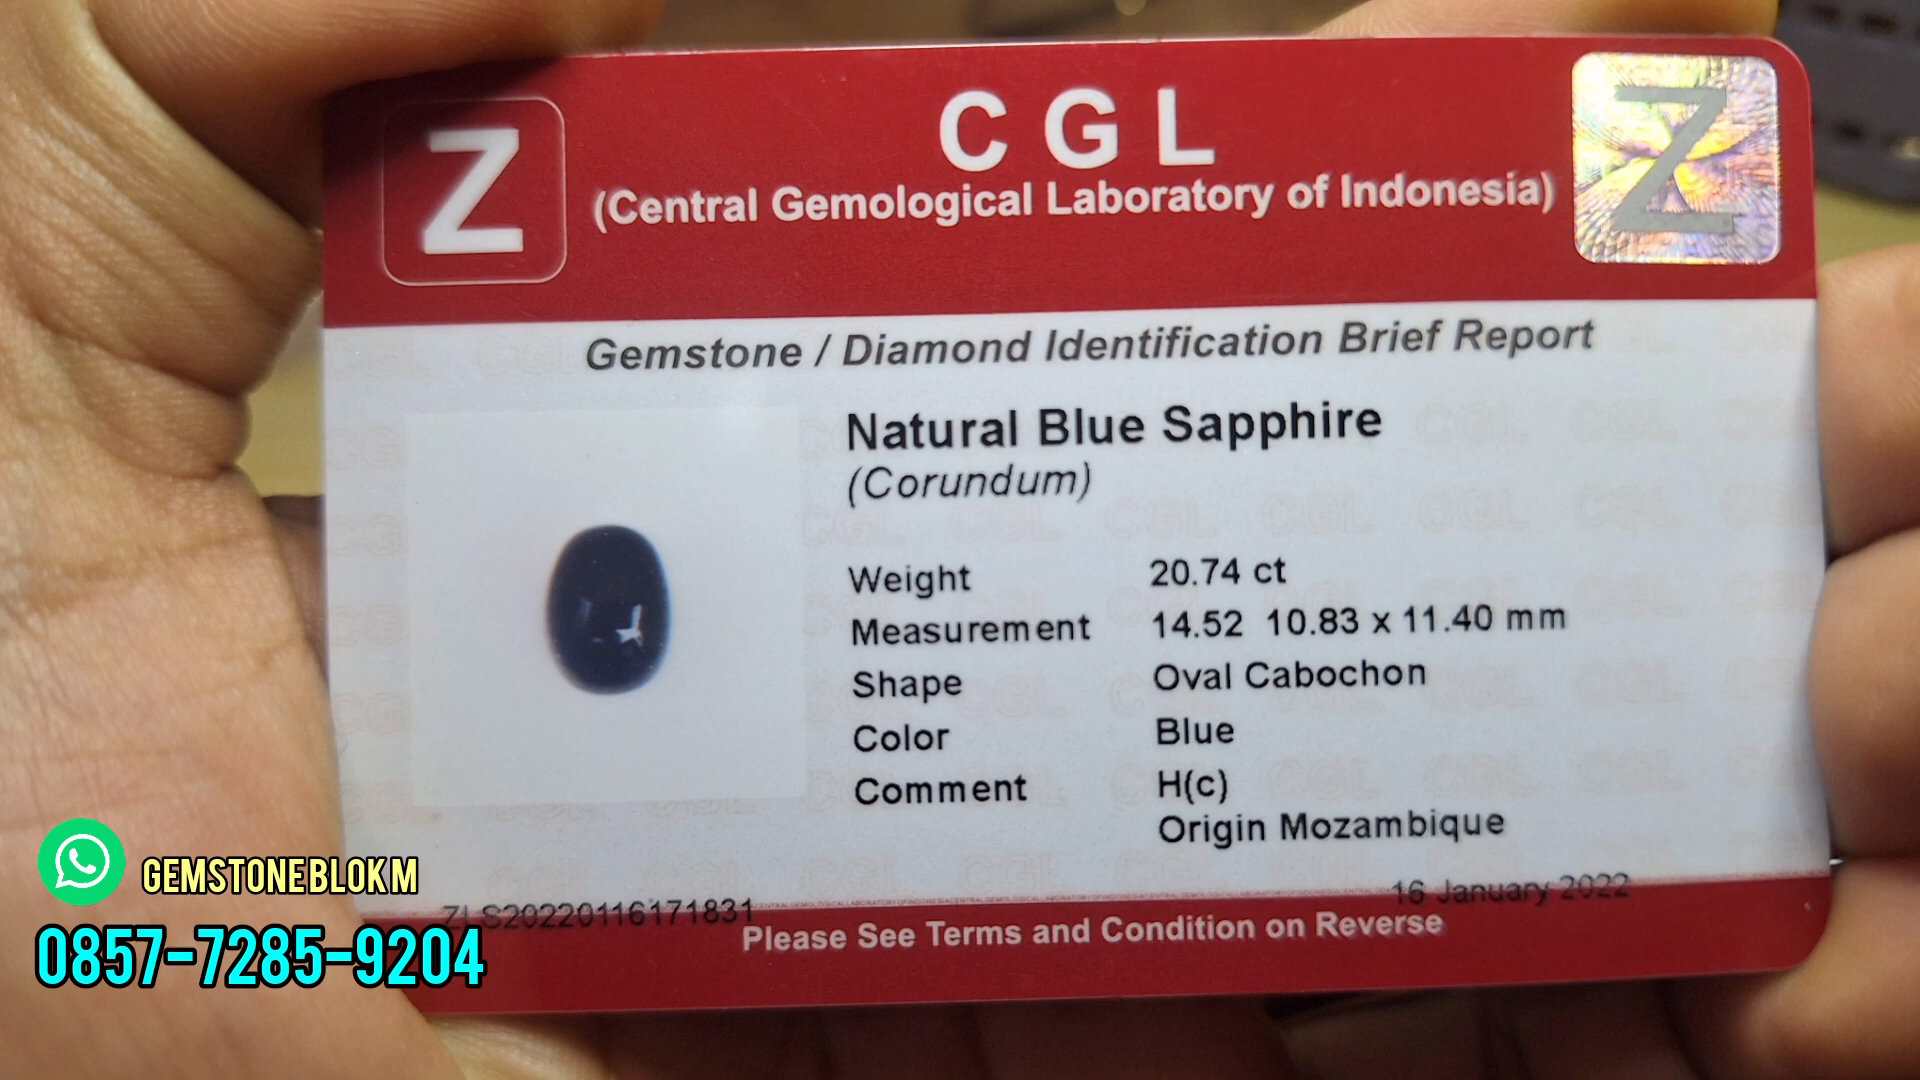 Z
C G L
Z
(Central Gemological Laboratory of Indonesia)
Gemstone / Diamond Identification Brief Report
Natural Blue Sapphire
(Corundum)
Weight 20.74 ct
Measurement 14.52 10.83 x 11.40 mm
Shape Oval Cabochon
Color Blue
Comment H(c)
Origin Mozambique
GEMSTONEBLOKM
16 January 2022
ZLS20220116171831
Please See Terms and Condition on Reverse
0857-7285-9204